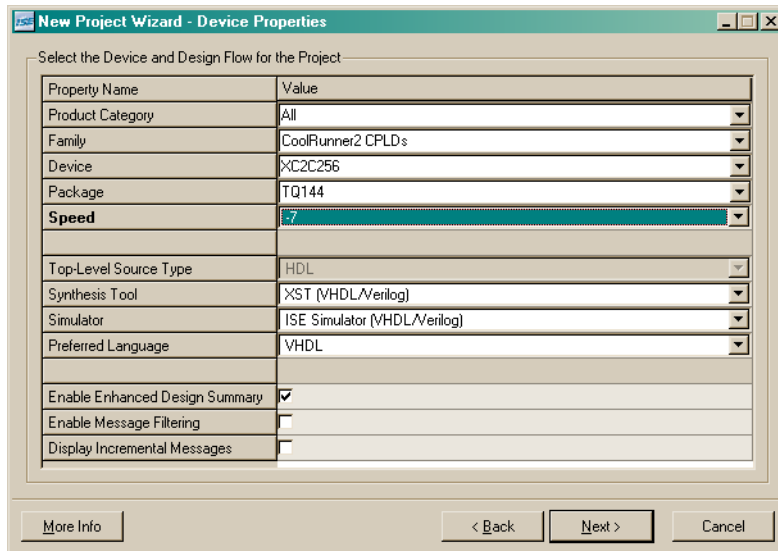 ISE New Project Wizard - Device Properties
Select the Device and Design Flow for the Project
Property Name Value
Product Category All
Family CoolRunner2 CPLDs
Device XC2C256
Package TQ144
Speed -7
Top-Level Source Type HDL
Synthesis Tool XST (VHDL/Verilog)
Simulator ISE Simulator (VHDL/Verilog)
Preferred Language VHDL
Enable Enhanced Design Summary
Enable Message Filtering
Display Incremental Messages
More Info < Back Next > Cancel